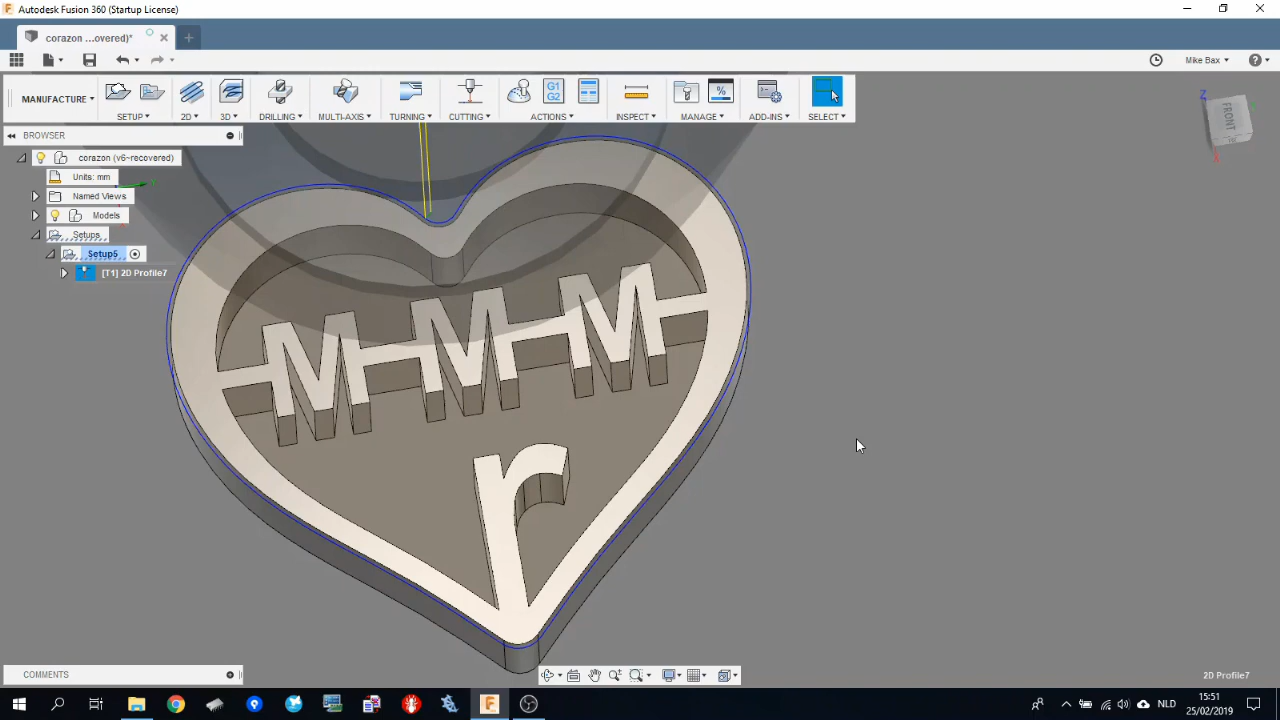 Autodesk Fusion 360 (Startup License)
corazon ...overed)*
Mike Bax
MANUFACTURE
G1
G2
%
SETUP
2D
3D
DRILLING
MULTI-AXIS
TURNING
CUTTING
ACTIONS
INSPECT
MANAGE
ADD-INS
SELECT
Z
FRONT
BROWSER
corazon (v6~recovered)
Units: mm
Named Views
Models
Setups
Setup5
[T1] 2D Profile7
M M M
r
COMMENTS
2D Profile7
NLD
15:51
25/02/2019